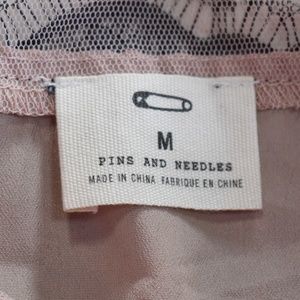 M
PINS AND NEEDLES
MADE IN CHINA FABRIQUE EN CHINE